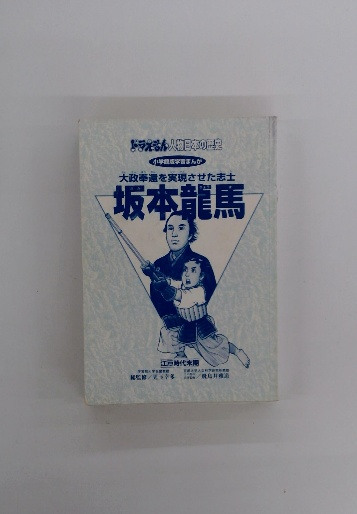 ドラえもん人物日本の歴史
小学館版学習まんが
大政奉還を実現させた志士
坂本龍馬
江戸時代末期